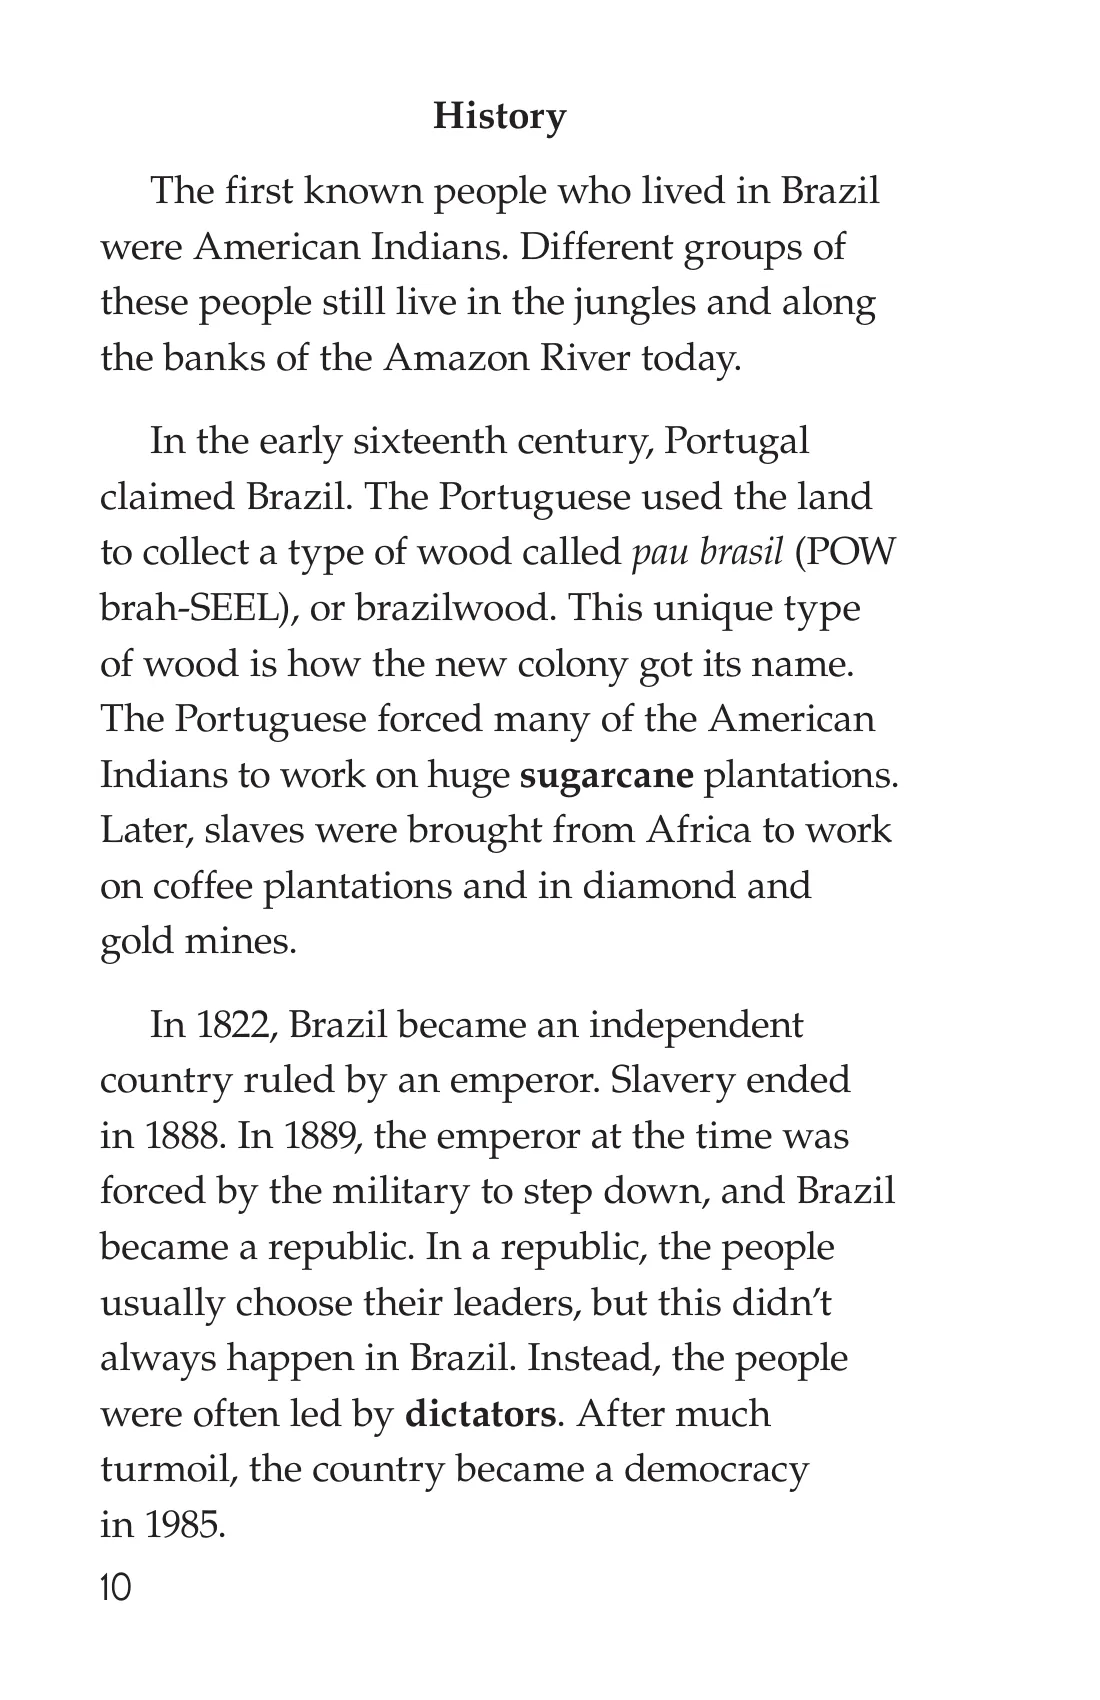 History
The first known people who lived in Brazil
were American Indians. Different groups of
these people still live in the jungles and along
the banks of the Amazon River today.
In the early sixteenth century, Portugal
claimed Brazil. The Portuguese used the land
to collect a type of wood called pau brasil (POW
brah-SEEL), or brazilwood. This unique type
of wood is how the new colony got its name.
The Portuguese forced many of the American
Indians to work on huge sugarcane plantations.
Later, slaves were brought from Africa to work
on coffee plantations and in diamond and
gold mines.
In 1822, Brazil became an independent
country ruled by an emperor. Slavery ended
in 1888. In 1889, the emperor at the time was
forced by the military to step down, and Brazil
became a republic. In a republic, the people
usually choose their leaders, but this didn’t
always happen in Brazil. Instead, the people
were often led by dictators. After much
turmoil, the country became a democracy
in 1985.
10